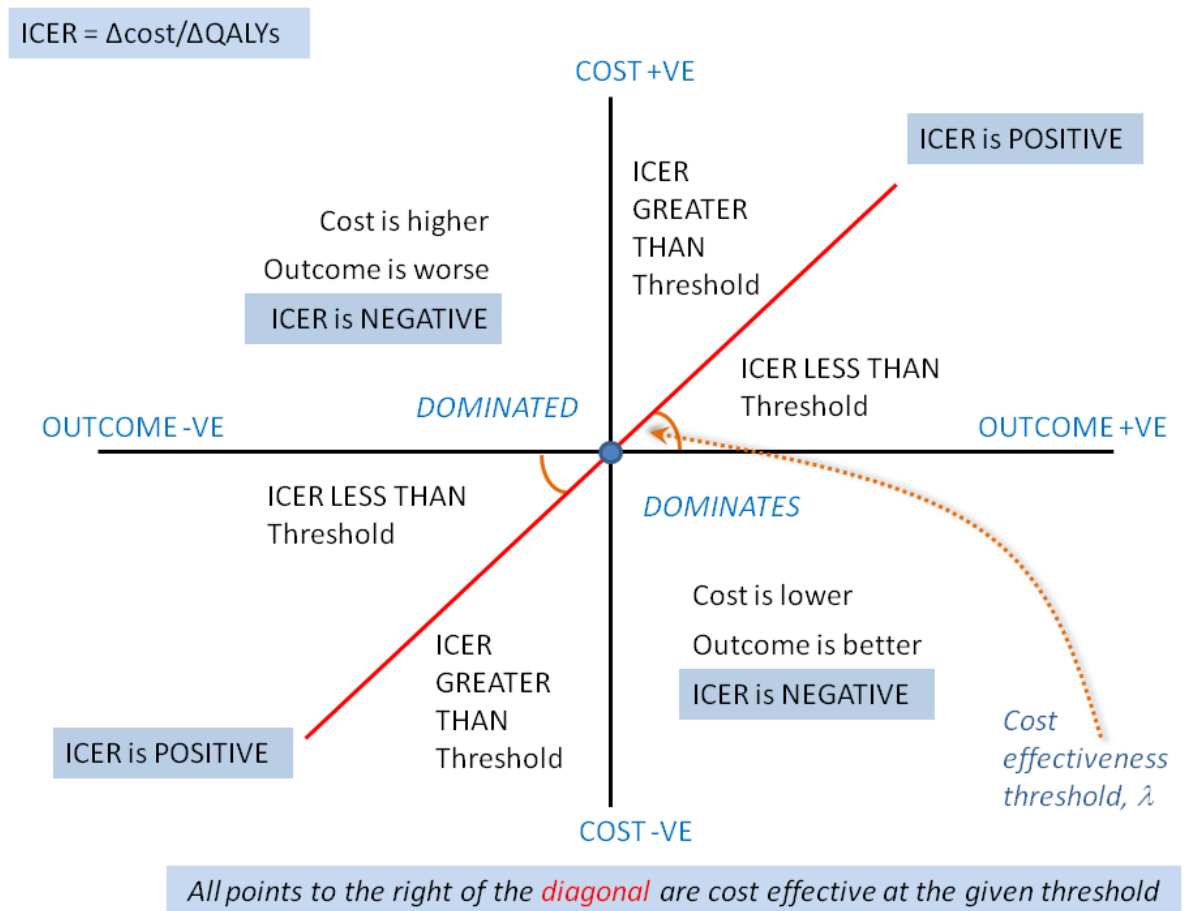 ICER = Δcost/ΔQALYs
COST +VE
ICER is POSITIVE
ICER
GREATER
THAN
Threshold
Cost is higher
Outcome is worse
ICER is NEGATIVE
ICER LESS THAN
Threshold
DOMINATED
OUTCOME -VE
OUTCOME +VE
ICER LESS THAN
Threshold
DOMINATES
Cost is lower
Outcome is better
ICER is NEGATIVE
ICER
GREATER
THAN
Threshold
ICER is POSITIVE
Cost
effectiveness
threshold, λ
COST -VE
All points to the right of the diagonal are cost effective at the given threshold